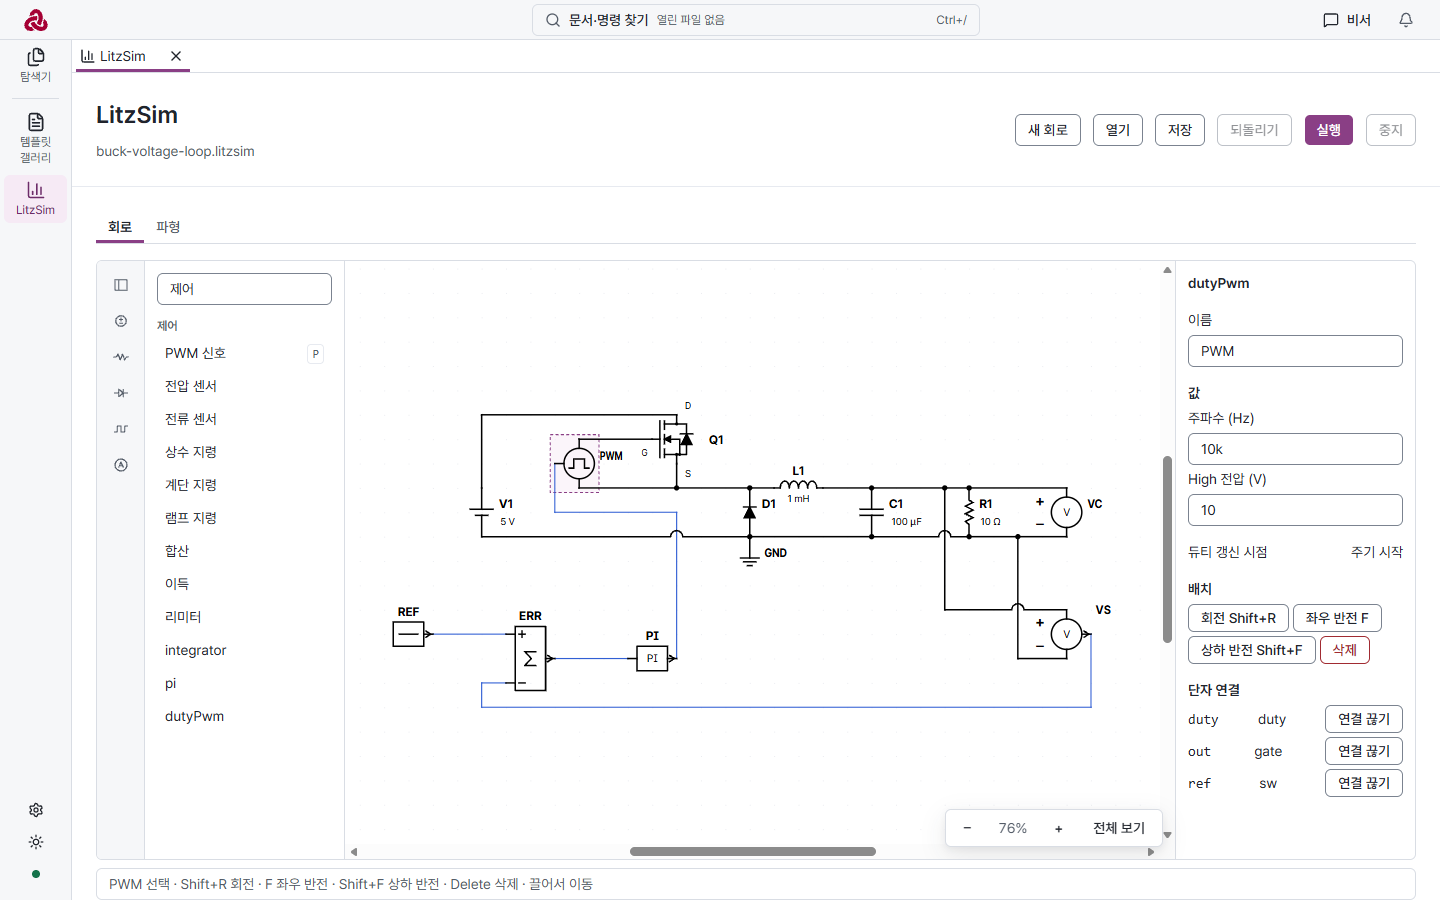 문서·명령 찾기 열린 파일 없음 Ctrl+/
비서
탐색기
템플릿
갤러리
LitzSim
LitzSim
LitzSim
buck-voltage-loop.litzsim
새 회로 열기 저장 되돌리기 실행 중지
회로 파형
제어
제어
PWM 신호 P
전압 센서
전류 센서
상수 지령
계단 지령
램프 지령
합산
이득
리미터
integrator
pi
dutyPwm
D
Q1
PWM
G
S
L1
1 mH
V1
5 V
D1
C1
100 µF
R1
10 Ω
+
V
−
VC
GND
REF
ERR
+
Σ
−
PI
PI
VS
+
V
−
− 76% + 전체 보기
dutyPwm
이름
PWM
값
주파수 (Hz)
10k
High 전압 (V)
10
듀티 갱신 시점 주기 시작
배치
회전 Shift+R 좌우 반전 F
상하 반전 Shift+F 삭제
단자 연결
duty duty 연결 끊기
out gate 연결 끊기
ref sw 연결 끊기
PWM 선택 · Shift+R 회전 · F 좌우 반전 · Shift+F 상하 반전 · Delete 삭제 · 끌어서 이동